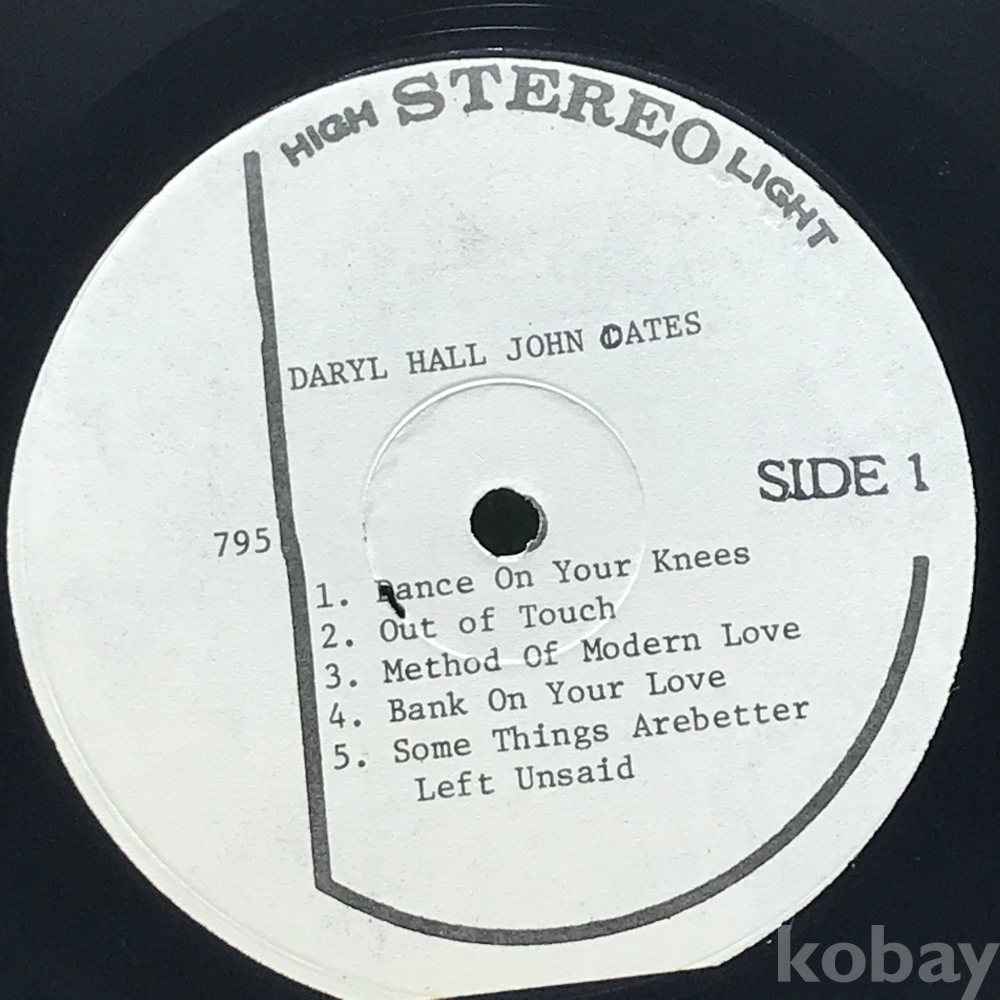 HIGH STEREO LIGHT
DARYL HALL JOHN OATES
SIDE 1
795
1. Dance On Your Knees
2. Out of Touch
3. Method Of Modern Love
4. Bank On Your Love
5. Some Things Arebetter
Left Unsaid
kobay